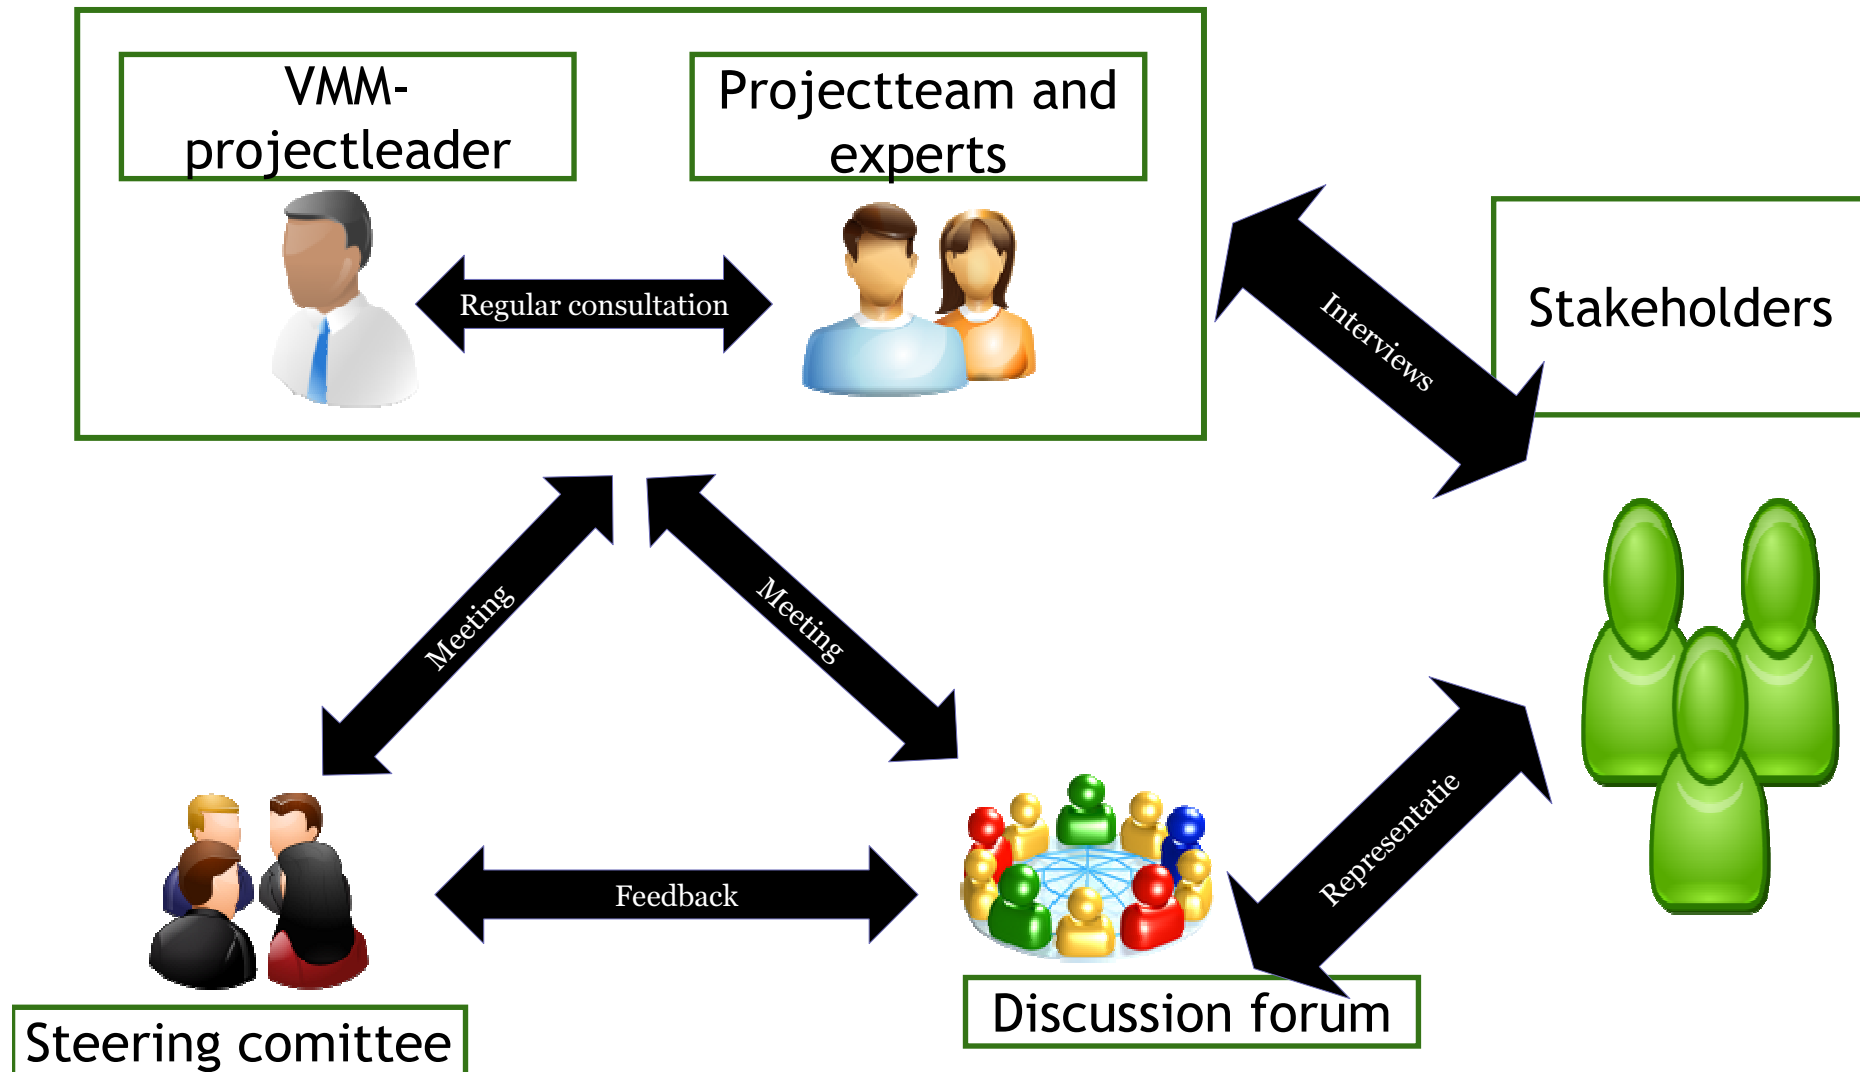 VMM-
projectleader
Projectteam and
experts
Regular consultation
Interviews
Stakeholders
Meeting
Meeting
Representatie
Feedback
Discussion forum
Steering comittee